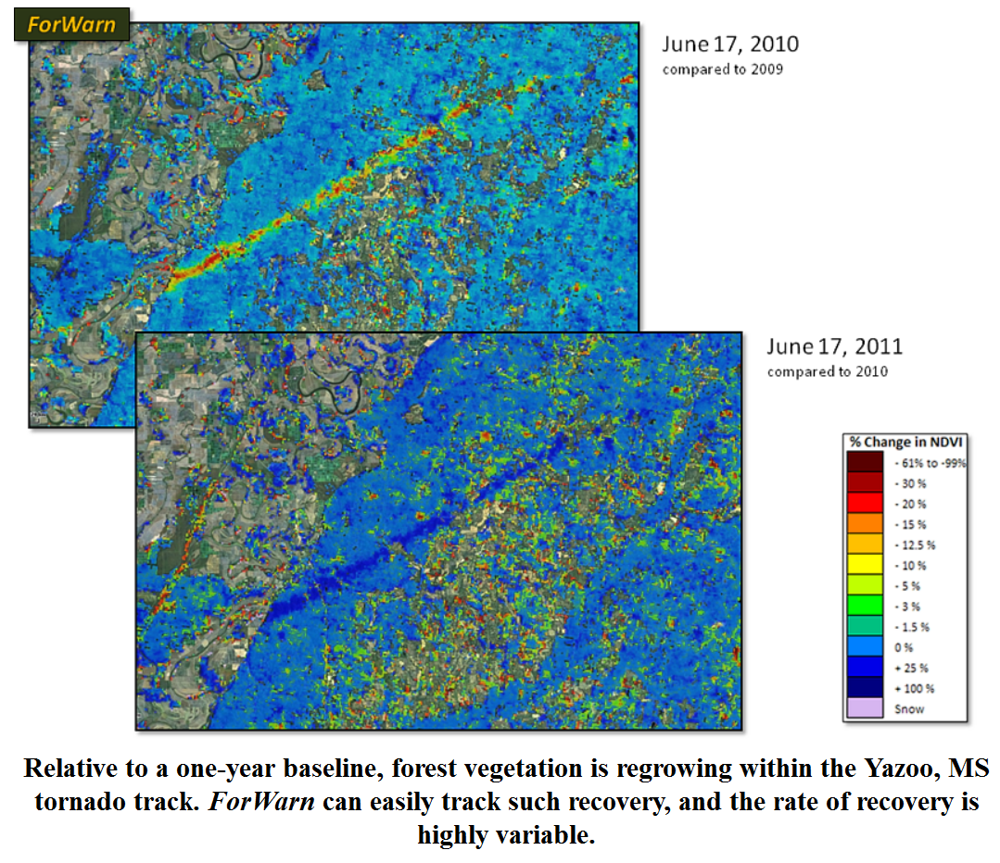 ForWarn
June 17, 2010
compared to 2009
June 17, 2011
compared to 2010
% Change in NDVI
- 61% to -99%
- 30 %
- 20 %
- 15 %
- 12.5 %
- 10 %
- 5 %
- 3 %
- 1.5 %
0 %
+ 25 %
+ 100 %
Snow
Relative to a one-year baseline, forest vegetation is regrowing within the Yazoo, MS
tornado track. ForWarn can easily track such recovery, and the rate of recovery is
highly variable.